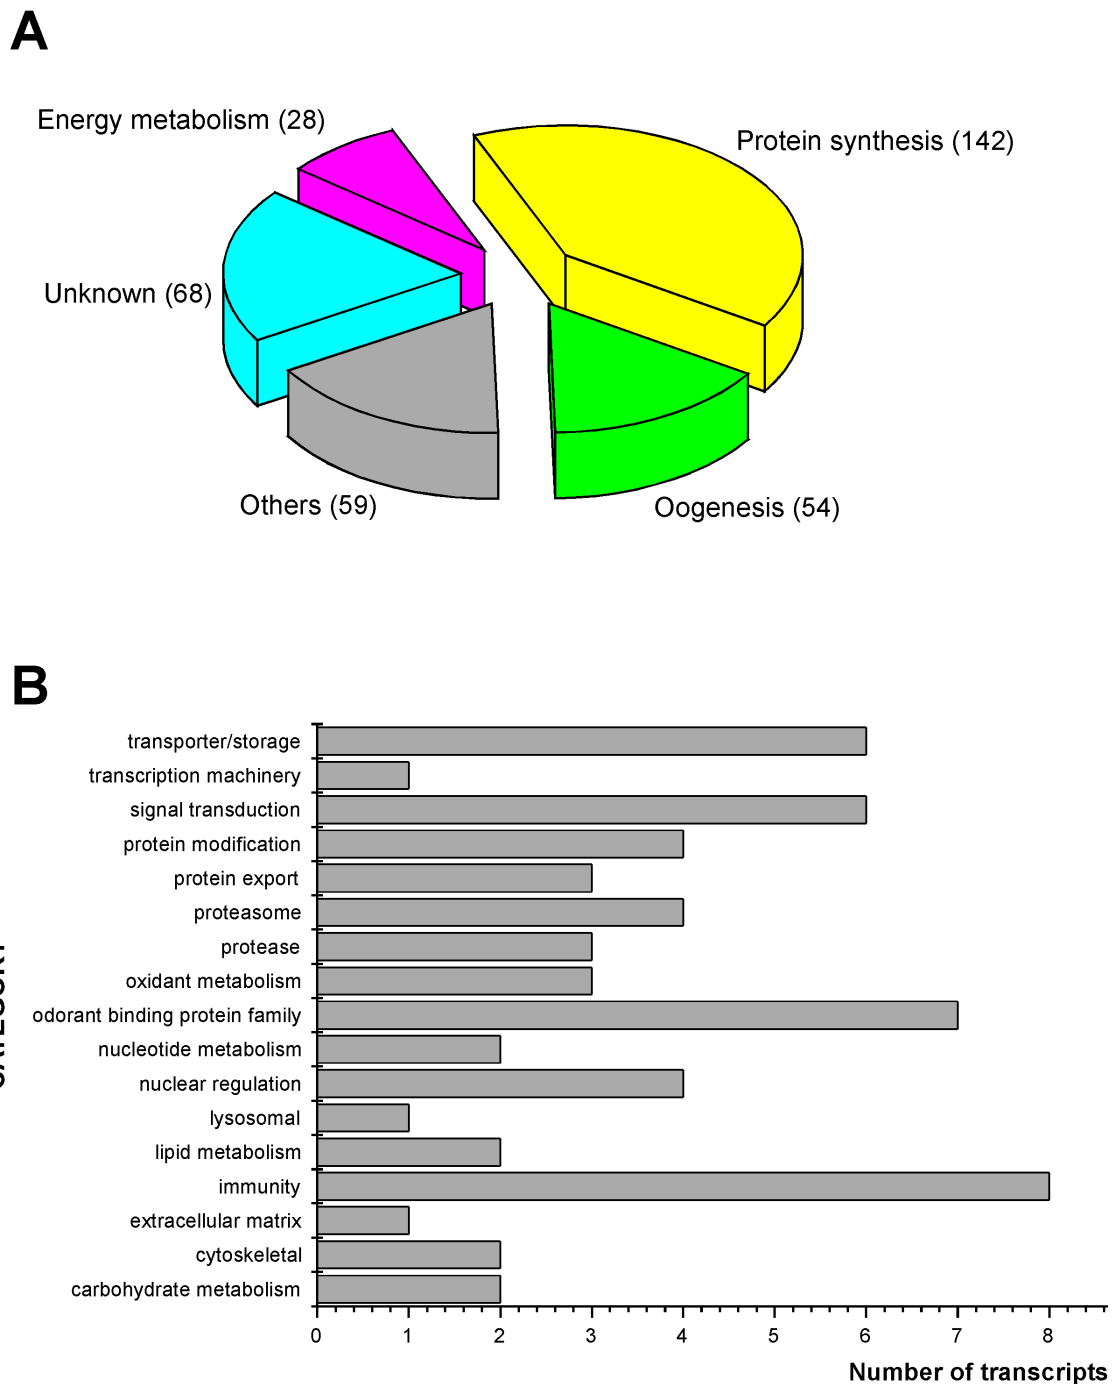 A
Energy metabolism (28)
Protein synthesis (142)
Unknown (68)
Others (59)
Oogenesis (54)
B
transporter/storage
transcription machinery
signal transduction
protein modification
protein export
proteasome
protease
oxidant metabolism
odorant binding protein family
nucleotide metabolism
nuclear regulation
lysosomal
lipid metabolism
immunity
extracellular matrix
cytoskeletal
carbohydrate metabolism
0 1 2 3 4 5 6 7 8
Number of transcripts